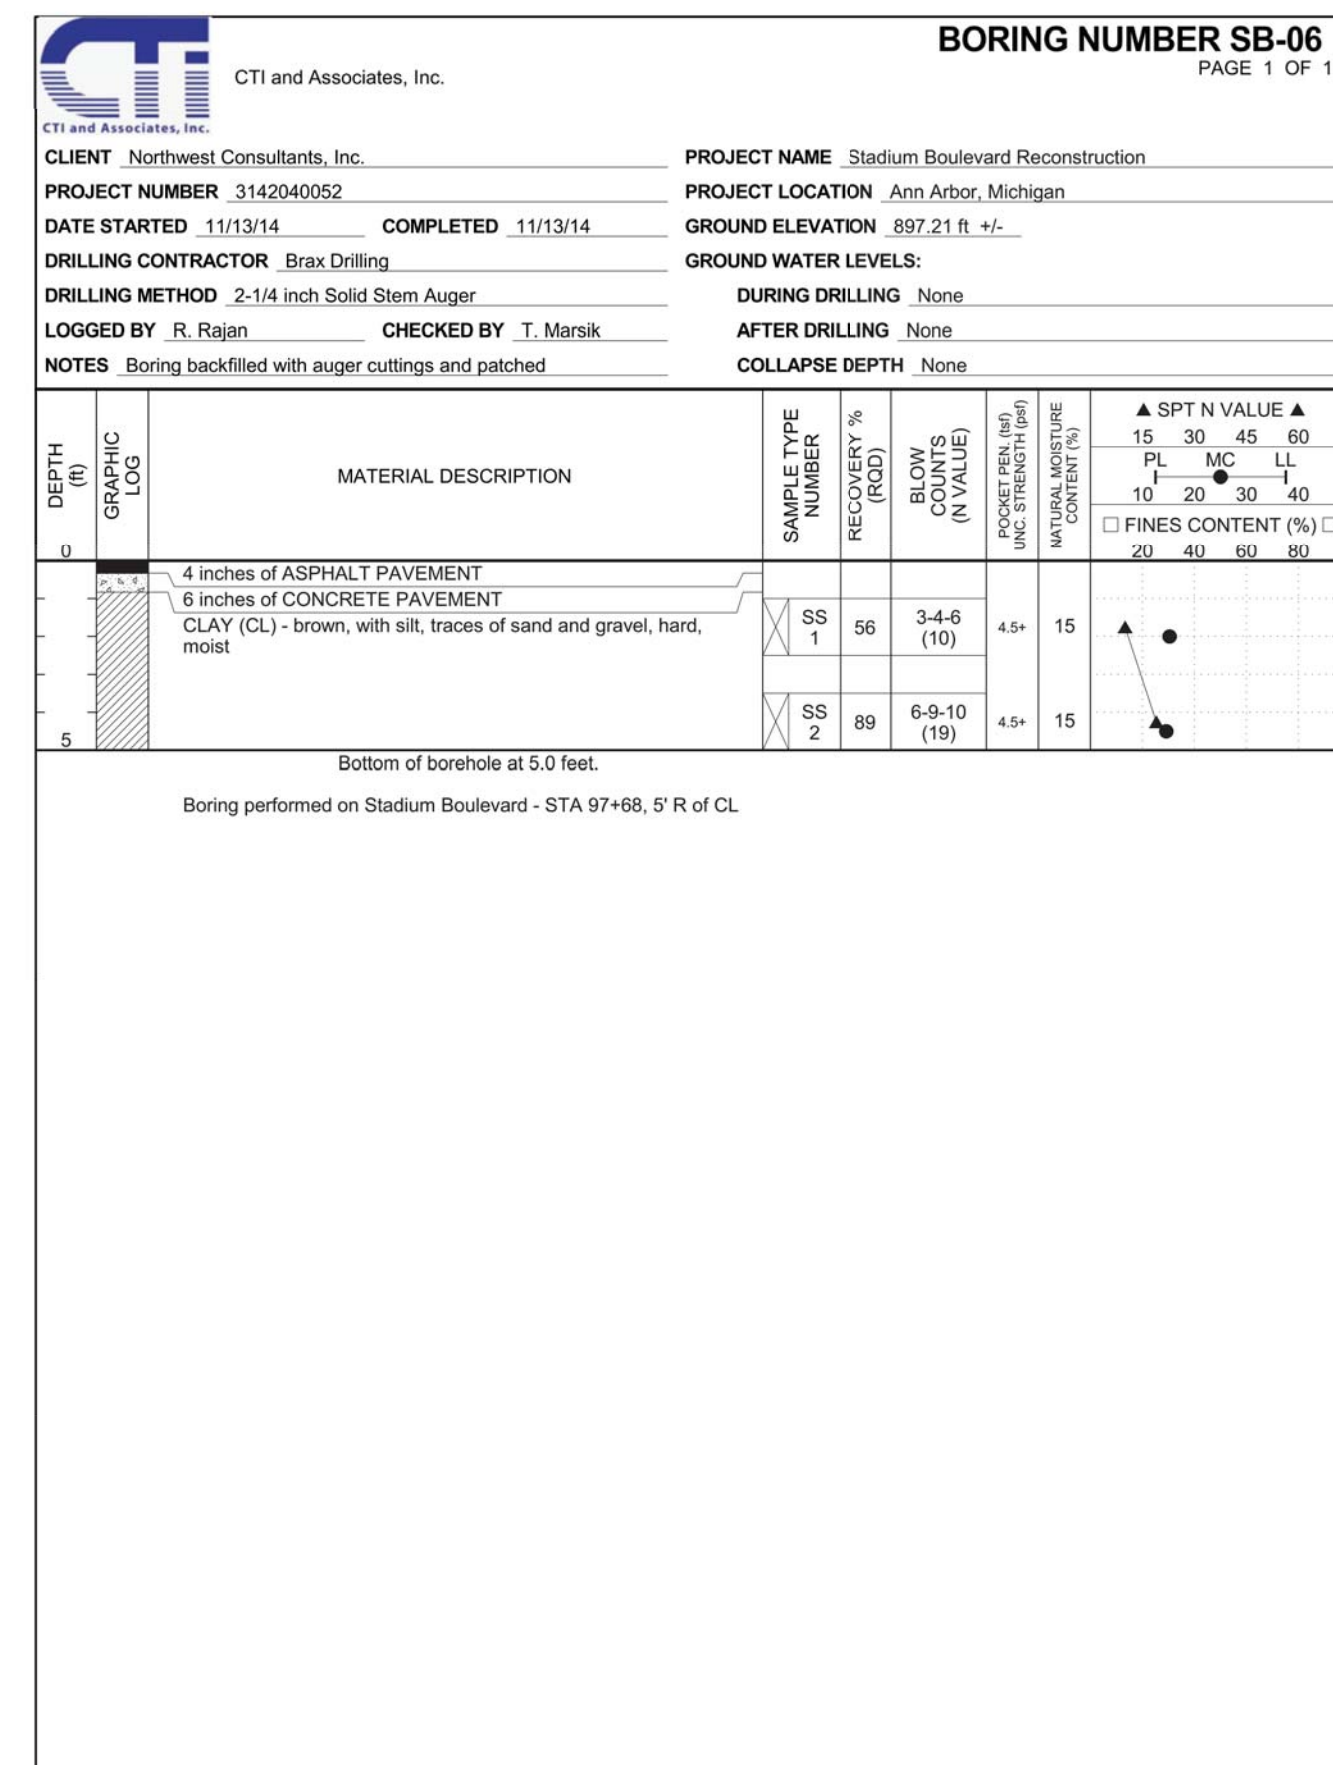 BORING NUMBER SB-06
PAGE 1 OF 1
CTI
CTI and Associates, Inc.
CTI and Associates, Inc.
CLIENT Northwest Consultants, Inc. PROJECT NAME Stadium Boulevard Reconstruction
PROJECT NUMBER 3142040052 PROJECT LOCATION Ann Arbor, Michigan
DATE STARTED 11/13/14 COMPLETED 11/13/14 GROUND ELEVATION 897.21 ft +/-
DRILLING CONTRACTOR Brax Drilling GROUND WATER LEVELS:
DRILLING METHOD 2-1/4 inch Solid Stem Auger DURING DRILLING None
LOGGED BY R. Rajan CHECKED BY T. Marsik AFTER DRILLING None
NOTES Boring backfilled with auger cuttings and patched COLLAPSE DEPTH None
DEPTH
(ft)
GRAPHIC
LOG
MATERIAL DESCRIPTION
SAMPLE TYPE
NUMBER
RECOVERY %
(RQD)
BLOW
COUNTS
(N VALUE)
POCKET PEN. (tsf)
UNC. STRENGTH (psf)
NATURAL MOISTURE
CONTENT (%)
▲ SPT N VALUE ▲
15 30 45 60
PL MC LL
10 20 30 40
□ FINES CONTENT (%) □
20 40 60 80
0
4 inches of ASPHALT PAVEMENT
6 inches of CONCRETE PAVEMENT
CLAY (CL) - brown, with silt, traces of sand and gravel, hard,
moist
SS
1
56
3-4-6
(10)
4.5+
15
SS
2
89
6-9-10
(19)
4.5+
15
5
Bottom of borehole at 5.0 feet.
Boring performed on Stadium Boulevard - STA 97+68, 5' R of CL